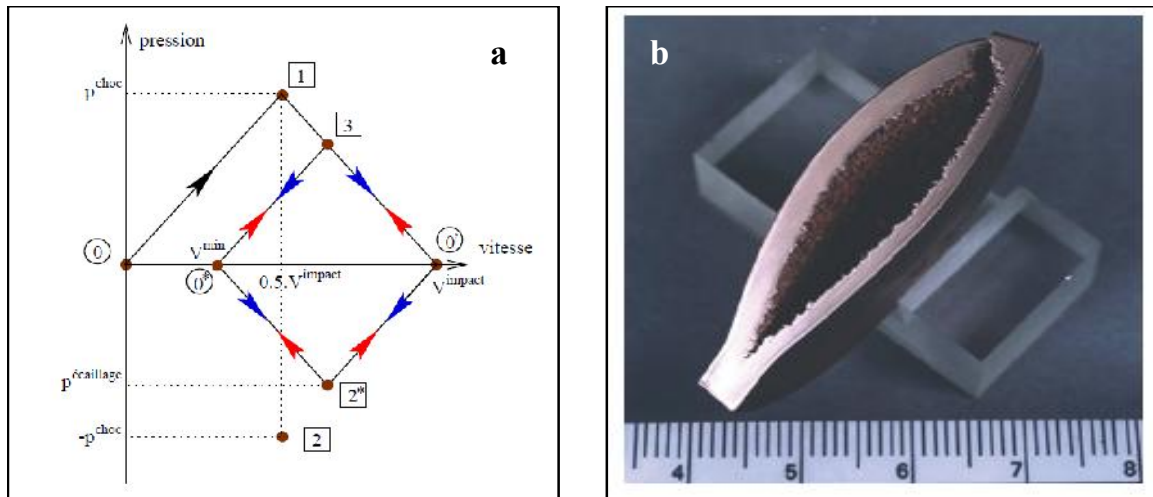 a
pression
p^choc
1
3
0
V^min
0'
vitesse
0*
0.5.V^impact
V^impact
p^écaillage
2*
-p^choc
2
b
4 5 6 7 8